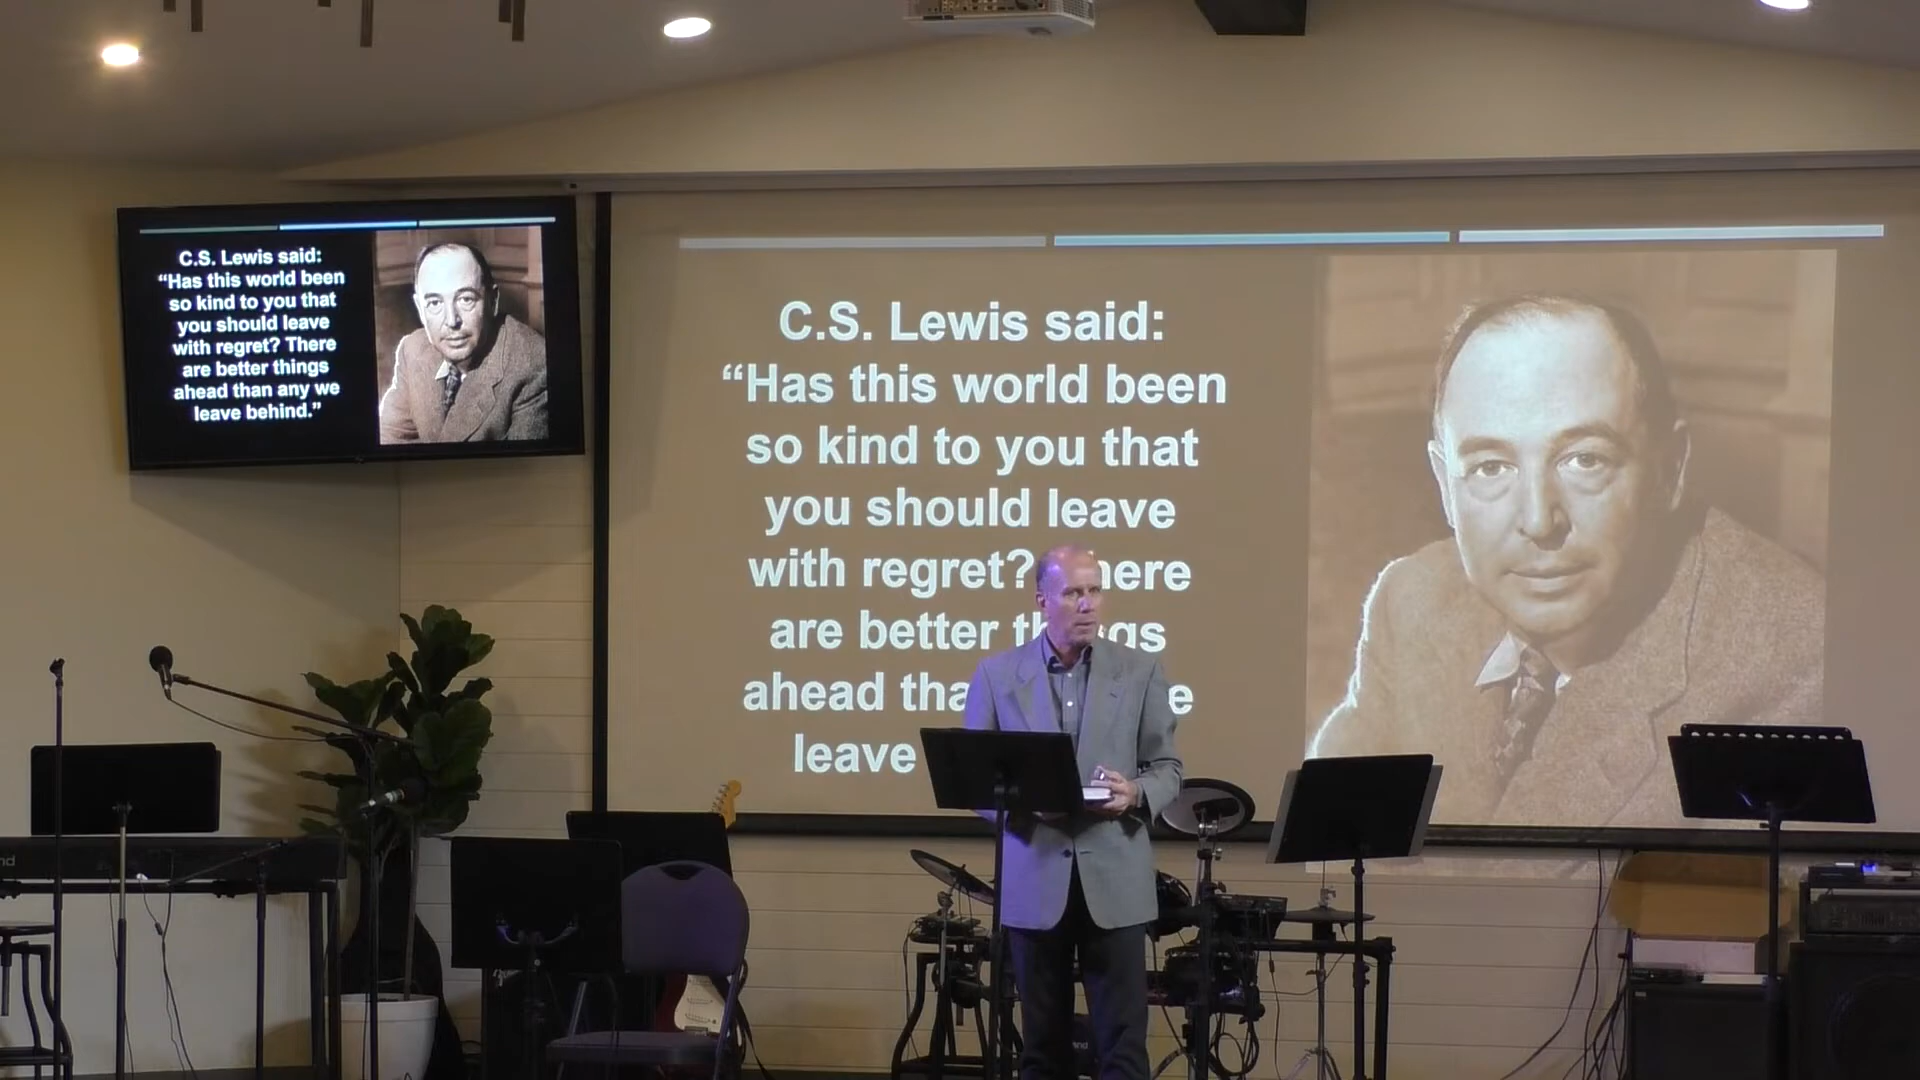 C.S. Lewis said:
“Has this world been
so kind to you that
you should leave
with regret? There
are better things
ahead than any we
leave behind.”
C.S. Lewis said:
“Has this world been
so kind to you that
you should leave
with regret? here
are better th gs
ahead tha e
leave